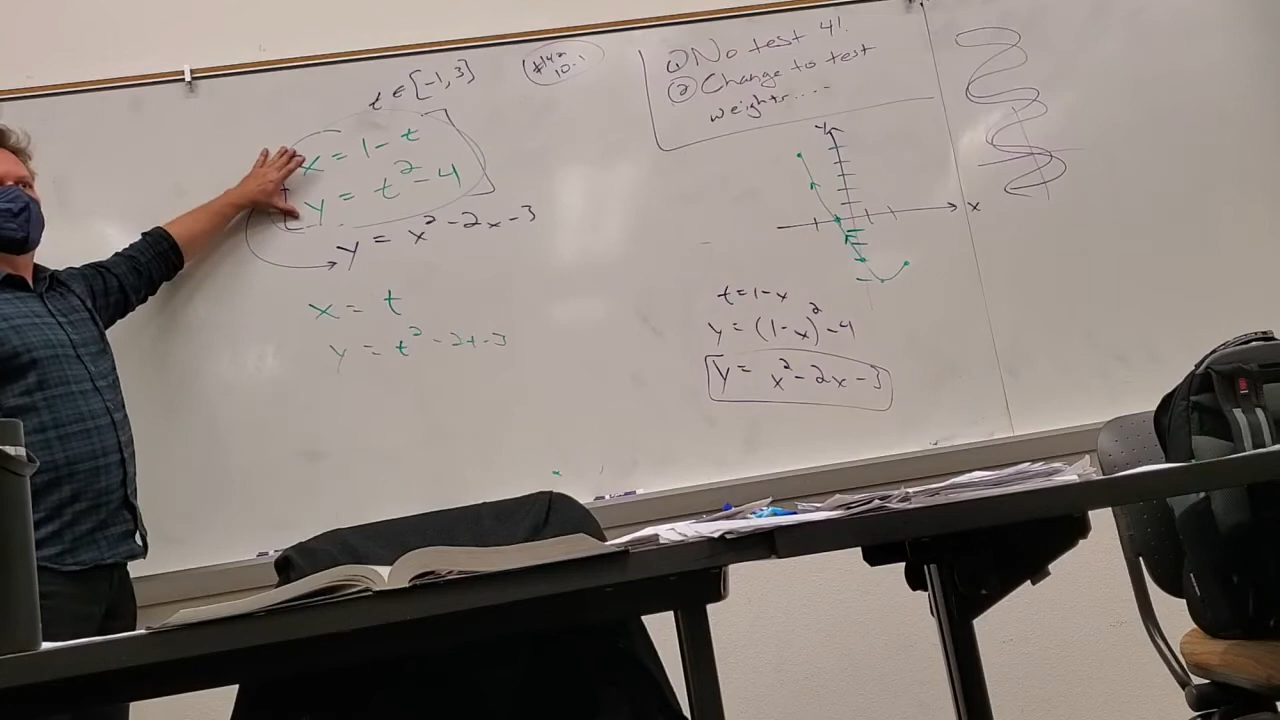 t ∈ [-1, 3]
x = 1 - t
y = t² - 4
y = x² - 2x - 3
x = t
y = t² - 2t - 3
#142
10.1
① No test 4!
② Change to test
weights....
y
x
t = 1 - x
y = (1 - x)² - 4
y = x² - 2x - 3